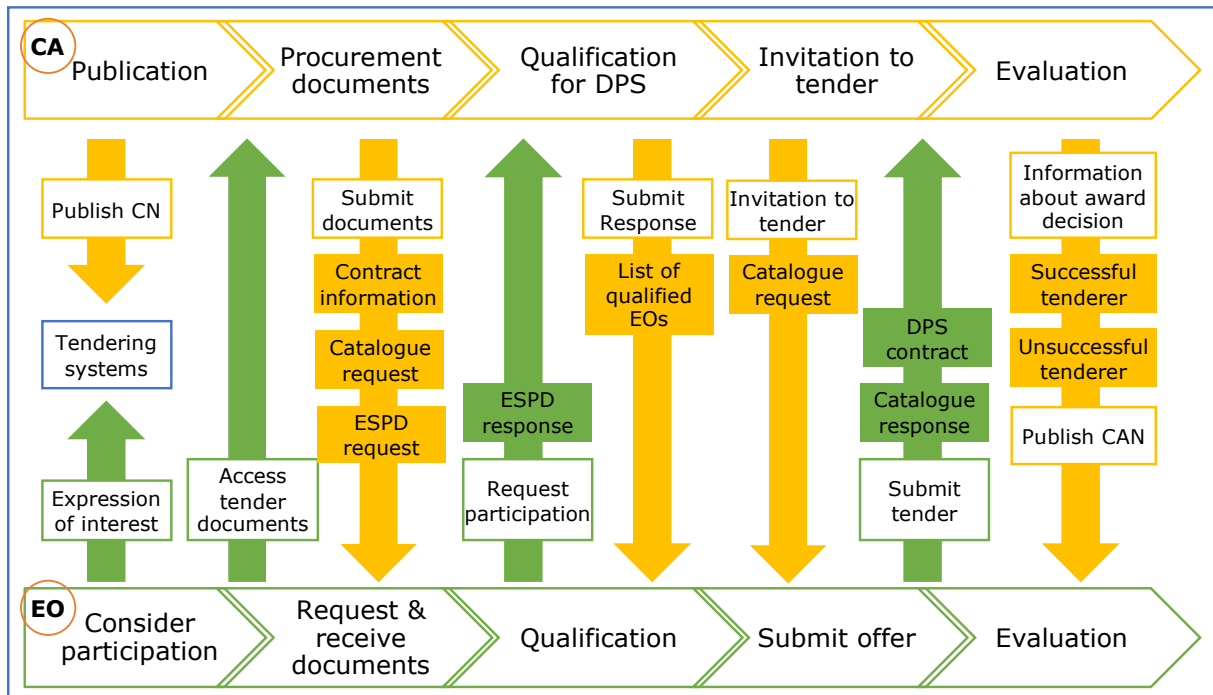 CA
Publication
Procurement
documents
Qualification
for DPS
Invitation to
tender
Evaluation
Publish CN
Tendering
systems
Expression
of interest
Access
tender
documents
Submit
documents
Contract
information
Catalogue
request
ESPD
request
ESPD
response
Request
participation
Submit
Response
List of
qualified
EOs
Invitation to
tender
Catalogue
request
DPS
contract
Catalogue
response
Submit
tender
Information
about award
decision
Successful
tenderer
Unsuccessful
tenderer
Publish CAN
EO
Consider
participation
Request &
receive
documents
Qualification
Submit offer
Evaluation